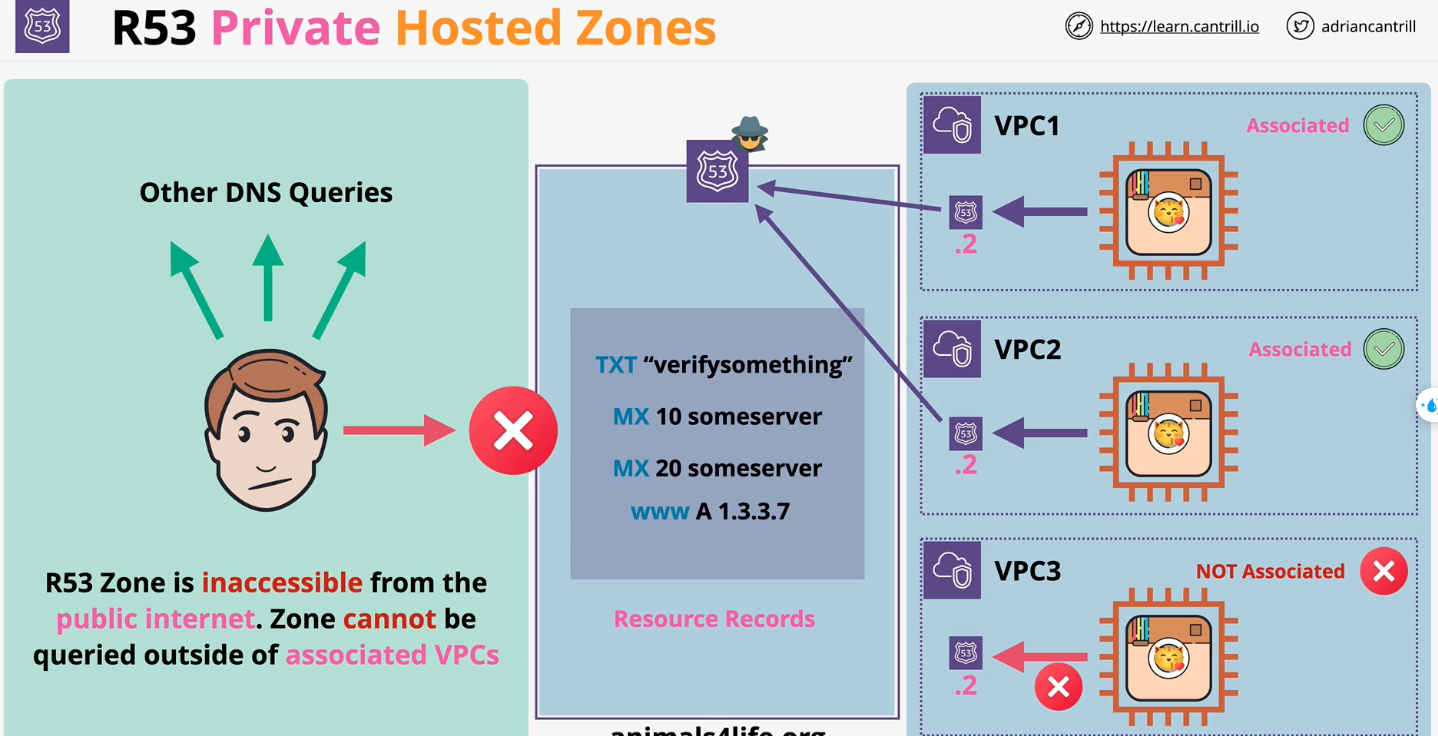 53
R53 Private Hosted Zones
https://learn.cantrill.io
adriancantrill
Other DNS Queries
R53 Zone is inaccessible from the
public internet. Zone cannot be
queried outside of associated VPCs
53
TXT “verifysomething”
MX 10 someserver
MX 20 someserver
www A 1.3.3.7
Resource Records
animals4life.org
VPC1
Associated
53
.2
VPC2
Associated
53
.2
VPC3
NOT Associated
53
.2